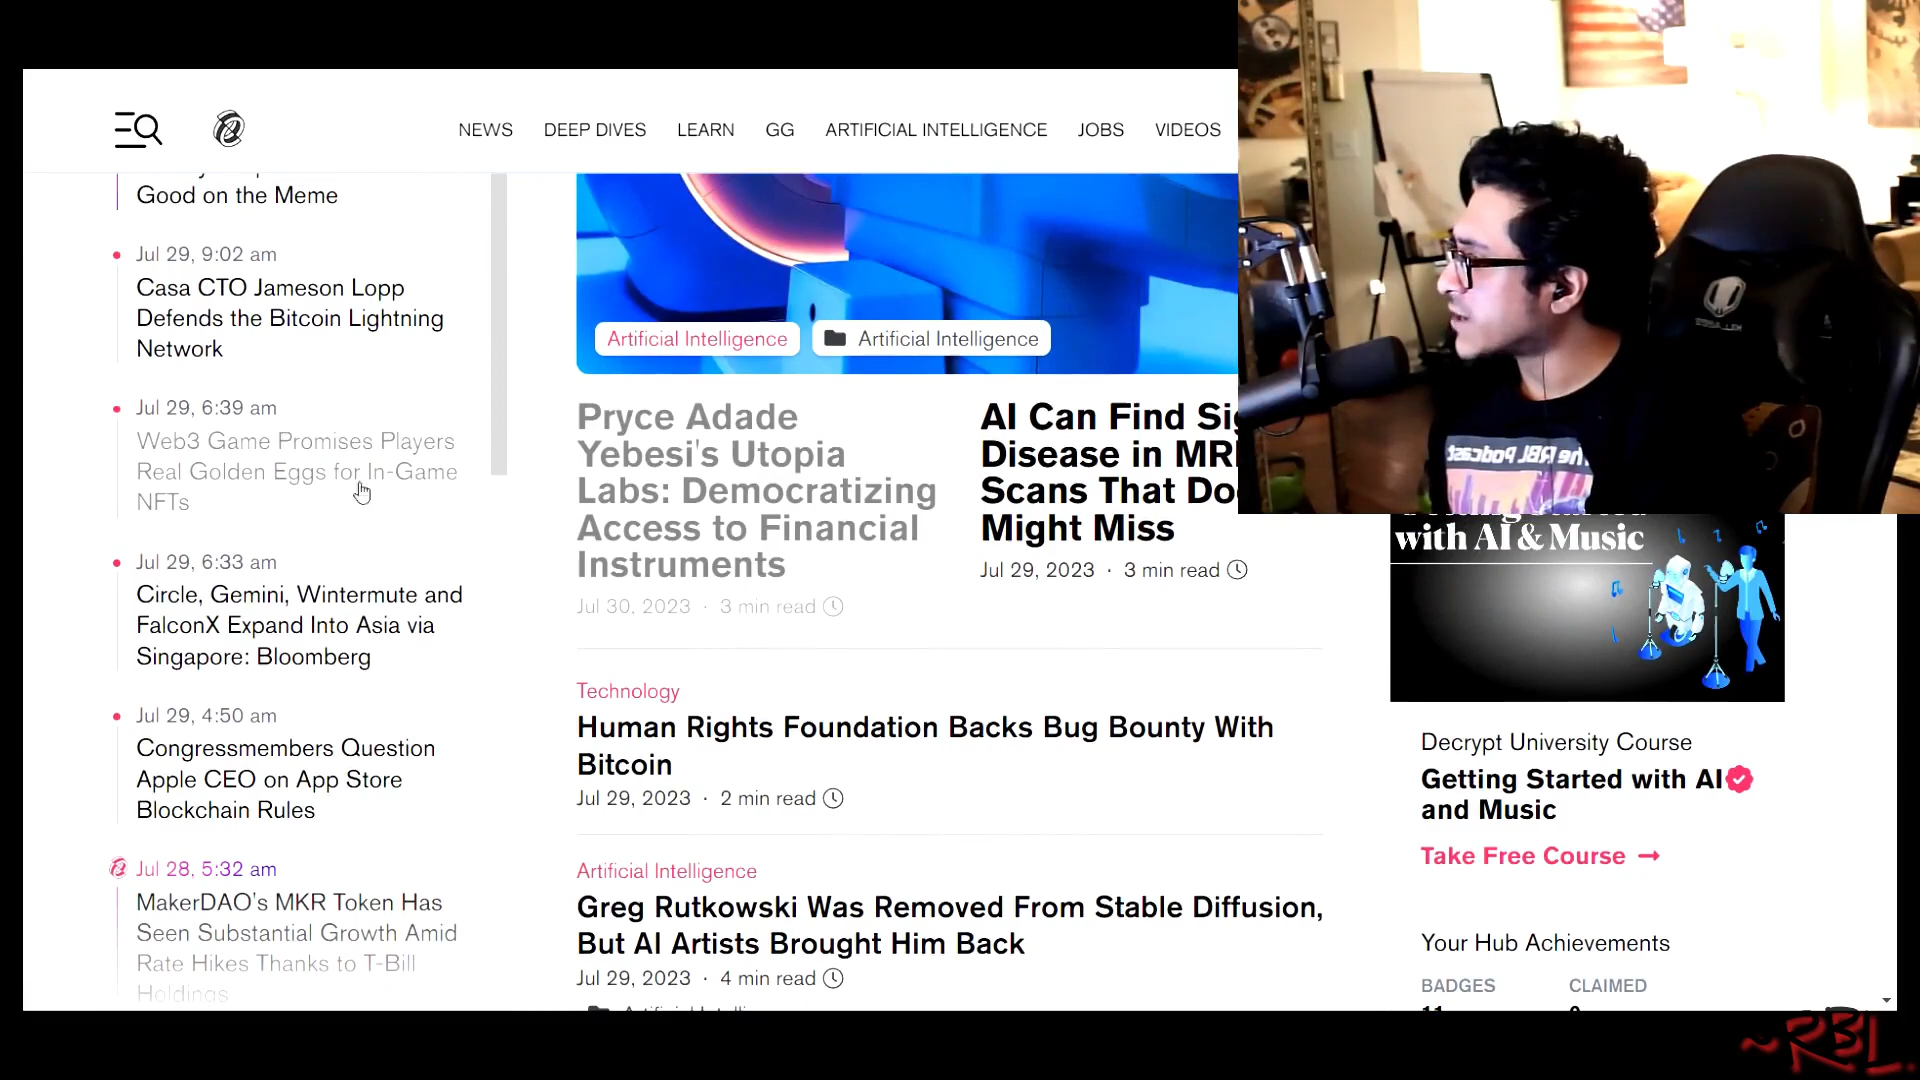 NEWS DEEP DIVES LEARN GG ARTIFICIAL INTELLIGENCE JOBS VIDEOS
Good on the Meme
Jul 29, 9:02 am
Casa CTO Jameson Lopp
Defends the Bitcoin Lightning
Network
Jul 29, 6:39 am
Web3 Game Promises Players
Real Golden Eggs for In-Game
NFTs
Jul 29, 6:33 am
Circle, Gemini, Wintermute and
FalconX Expand Into Asia via
Singapore: Bloomberg
Jul 29, 4:50 am
Congressmembers Question
Apple CEO on App Store
Blockchain Rules
Jul 28, 5:32 am
MakerDAO's MKR Token Has
Seen Substantial Growth Amid
Rate Hikes Thanks to T-Bill
Holdings
Artificial Intelligence
Artificial Intelligence
Pryce Adade
Yebesi's Utopia
Labs: Democratizing
Access to Financial
Instruments
Jul 30, 2023 · 3 min read
AI Can Find
Disease in MRI
Scans That
Might Miss
Jul 29, 2023 · 3 min read
Technology
Human Rights Foundation Backs Bug Bounty With
Bitcoin
Jul 29, 2023 · 2 min read
Artificial Intelligence
Greg Rutkowski Was Removed From Stable Diffusion,
But AI Artists Brought Him Back
Jul 29, 2023 · 4 min read
The RBL Podcast
with AI & Music
Decrypt University Course
Getting Started with AI
and Music
Take Free Course
Your Hub Achievements
BADGES CLAIMED
~RBL.